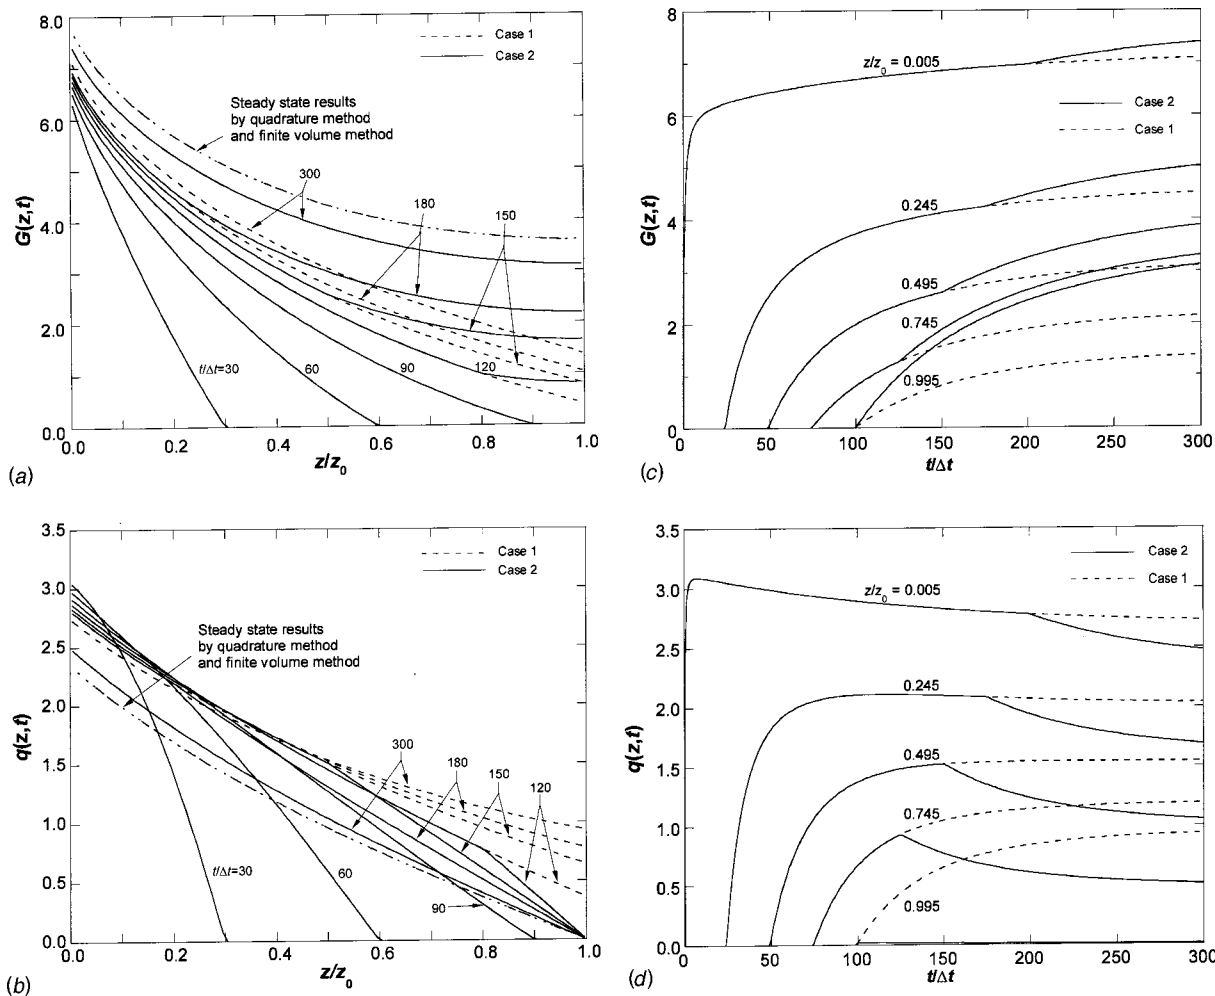 8.0
6.0
4.0
2.0
0.0
G(z,t)
Case 1
Case 2
Steady state results
by quadrature method
and finite volume method
300
180
150
t/Δt=30
60
90
120
0.0
0.2
0.4
0.6
0.8
1.0
z/z0
(a)
8
6
4
2
0
G(z,t)
z/z0 = 0.005
Case 2
Case 1
0.245
0.495
0.745
0.995
0
50
100
150
200
250
300
t/Δt
(c)
3.5
3.0
2.5
2.0
1.5
1.0
0.5
0.0
q(z,t)
Case 1
Case 2
Steady state results
by quadrature method
and finite volume method
300
180
150
120
t/Δt=30
60
90
0.0
0.2
0.4
0.6
0.8
1.0
z/z0
(b)
3.5
3.0
2.5
2.0
1.5
1.0
0.5
0.0
q(z,t)
Case 2
Case 1
z/z0 = 0.005
0.245
0.495
0.745
0.995
0
50
100
150
200
250
300
t/Δt
(d)